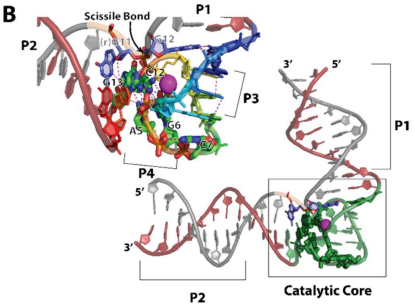 B
P1
Scissile Bond
P2
(r)G11
G12
G13
C12
P3
A5
G6
C7
P4
3' 5'
P1
5'
3'
P2
Catalytic Core